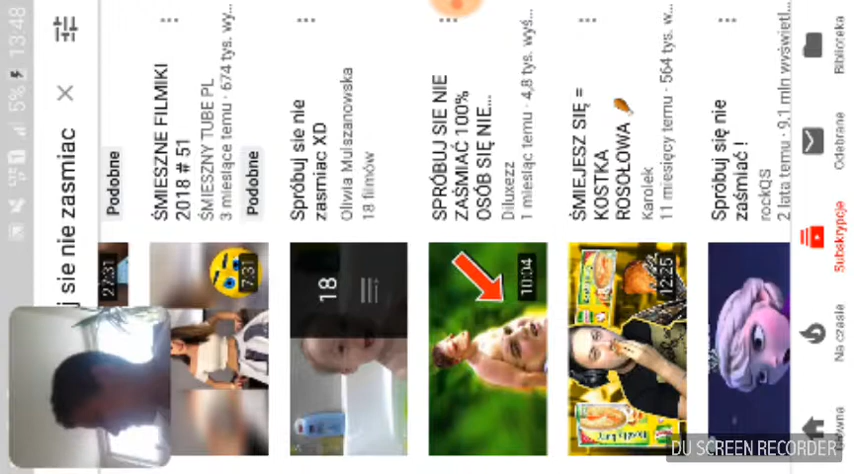 5% 13:48
j sie nie zasmiac ×
27:31
Podobne
ŚMIESZNE FILMIKI
2018 # 51
ŚMIESZNY TUBE PL
3 miesiące temu · 674 tys. wy...
Podobne
7:31
Spróbuj sie nie
zasmiac XD
Oliwia Mulszanowska
18 filmów
18
SPRÓBUJ SIE NIE
ZAŚMIAĆ 100%
OSÓB SIĘ NIE...
Diluxezz
1 miesiąc temu · 4,8 tys. wyś...
10:04
ŚMIEJESZ SIĘ =
KOSTKA
ROSOŁOWA
Karolek
11 miesięcy temu · 564 tys. w...
12:25
Spróbuj się nie
zaśmiać !
rockQS
2 lata temu · 9,1 mln wyświetl...
Główna
Na czasie
Subskrypcje
Odebrane
Biblioteka
DU SCREEN RECORDER